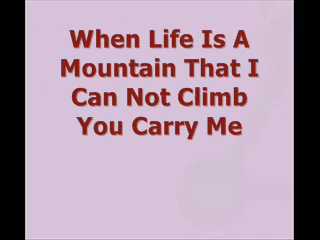 When Life Is A
Mountain That I
Can Not Climb
You Carry Me